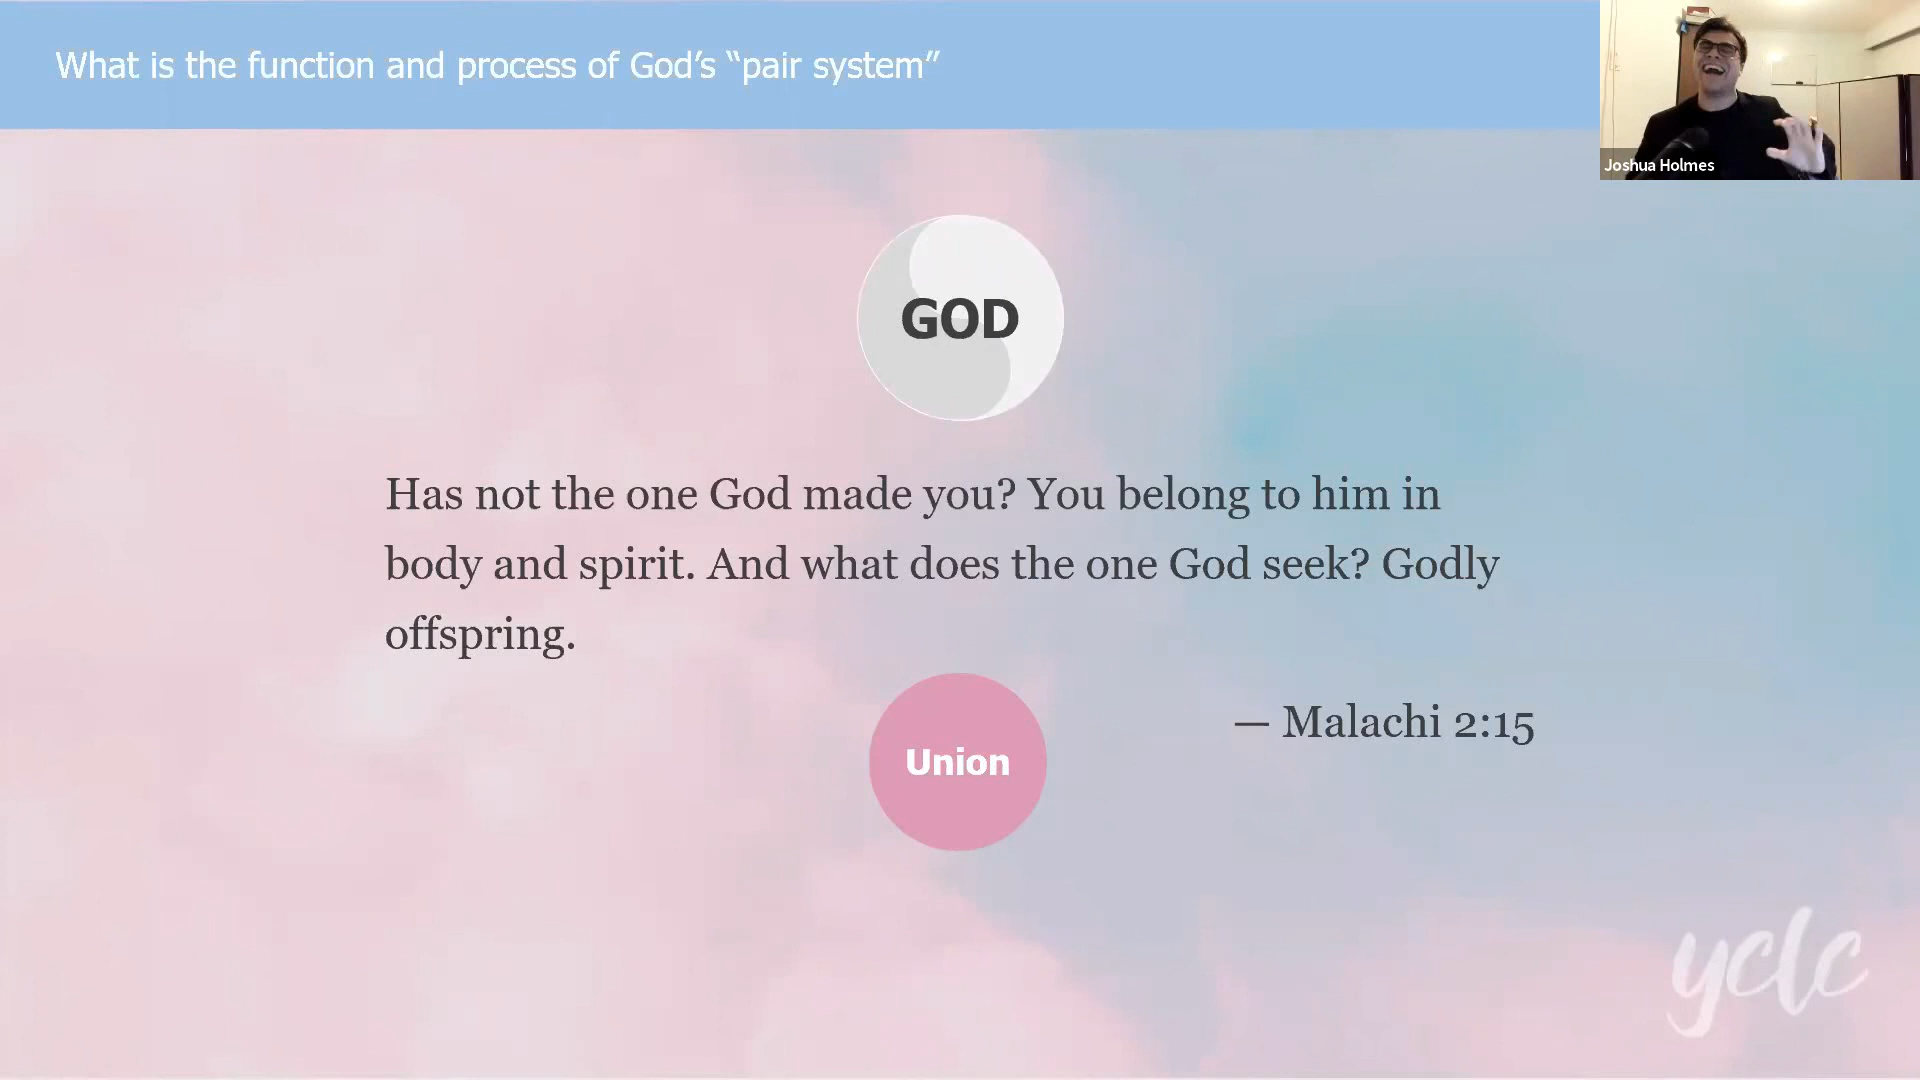 What is the function and process of God’s “pair system”
Joshua Holmes
GOD
Has not the one God made you? You belong to him in
body and spirit. And what does the one God seek? Godly
offspring.
— Malachi 2:15
Union
yclc